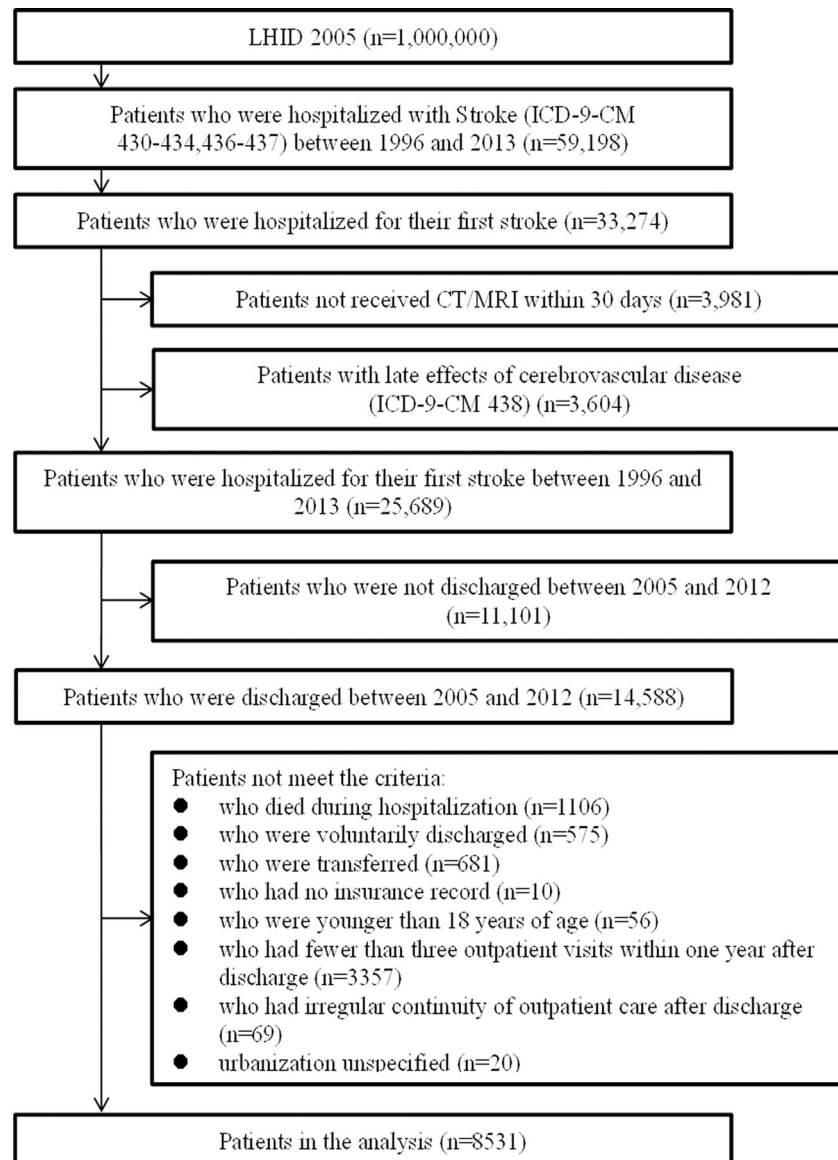 LHID 2005 (n=1,000,000)
Patients who were hospitalized with Stroke (ICD-9-CM
430-434,436-437) between 1996 and 2013 (n=59,198)
Patients who were hospitalized for their first stroke (n=33,274)
Patients not received CT/MRI within 30 days (n=3,981)
Patients with late effects of cerebrovascular disease
(ICD-9-CM 438) (n=3,604)
Patients who were hospitalized for their first stroke between 1996 and
2013 (n=25,689)
Patients who were not discharged between 2005 and 2012
(n=11,101)
Patients who were discharged between 2005 and 2012 (n=14,588)
Patients not meet the criteria:
● who died during hospitalization (n=1106)
● who were voluntarily discharged (n=575)
● who were transferred (n=681)
● who had no insurance record (n=10)
● who were younger than 18 years of age (n=56)
● who had fewer than three outpatient visits within one year after
discharge (n=3357)
● who had irregular continuity of outpatient care after discharge
(n=69)
● urbanization unspecified (n=20)
Patients in the analysis (n=8531)